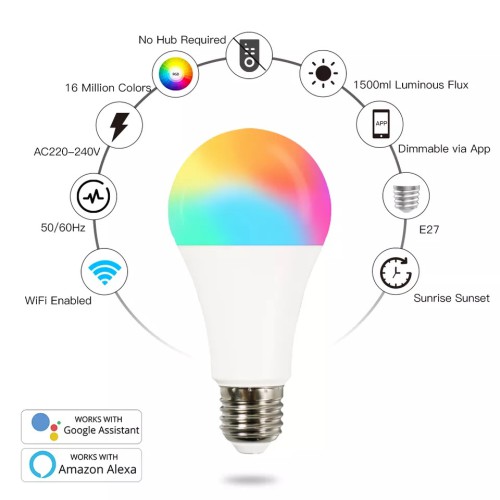 No Hub Required
16 Million Colors
1500ml Luminous Flux
AC220-240V
APP
Dimmable via App
50/60Hz
E27
WiFi Enabled
Sunrise Sunset
WORKS WITH
Google Assistant
WORKS WITH
Amazon Alexa